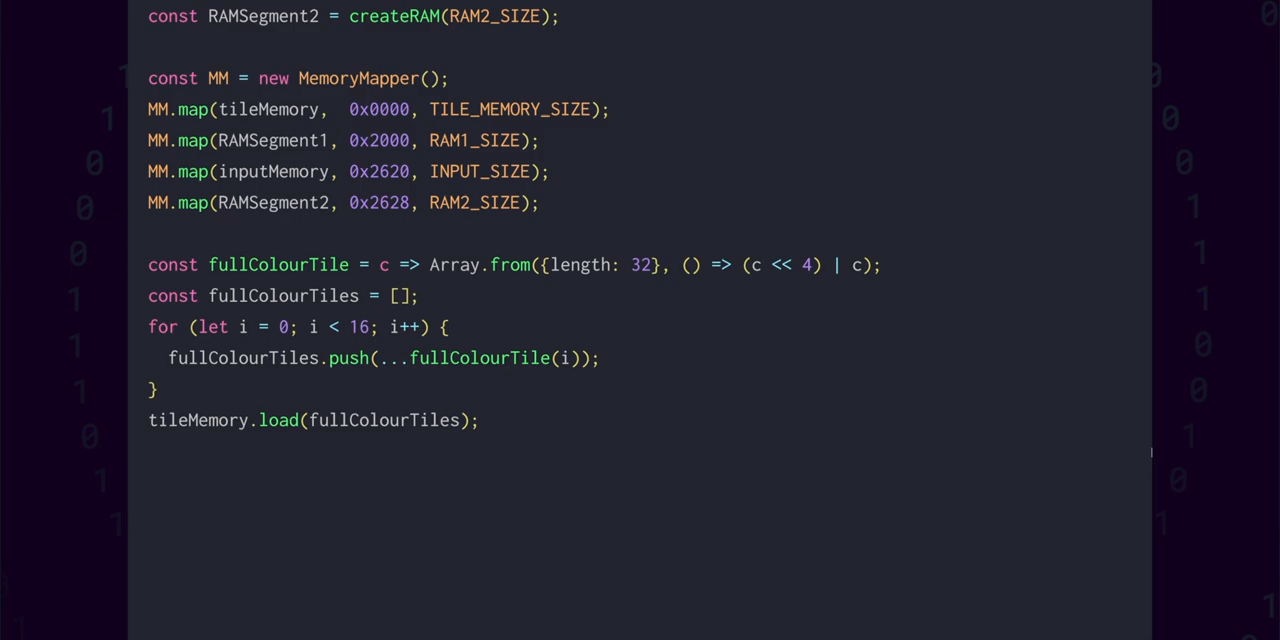 const RAMSegment2 = createRAM(RAM2_SIZE);
const MM = new MemoryMapper();
MM.map(tileMemory,  0x0000, TILE_MEMORY_SIZE);
MM.map(RAMSegment1, 0x2000, RAM1_SIZE);
MM.map(inputMemory, 0x2620, INPUT_SIZE);
MM.map(RAMSegment2, 0x2628, RAM2_SIZE);
const fullColourTile = c => Array.from({length: 32}, () => (c << 4) | c);
const fullColourTiles = [];
for (let i = 0; i < 16; i++) {
  fullColourTiles.push(...fullColourTile(i));
}
tileMemory.load(fullColourTiles);